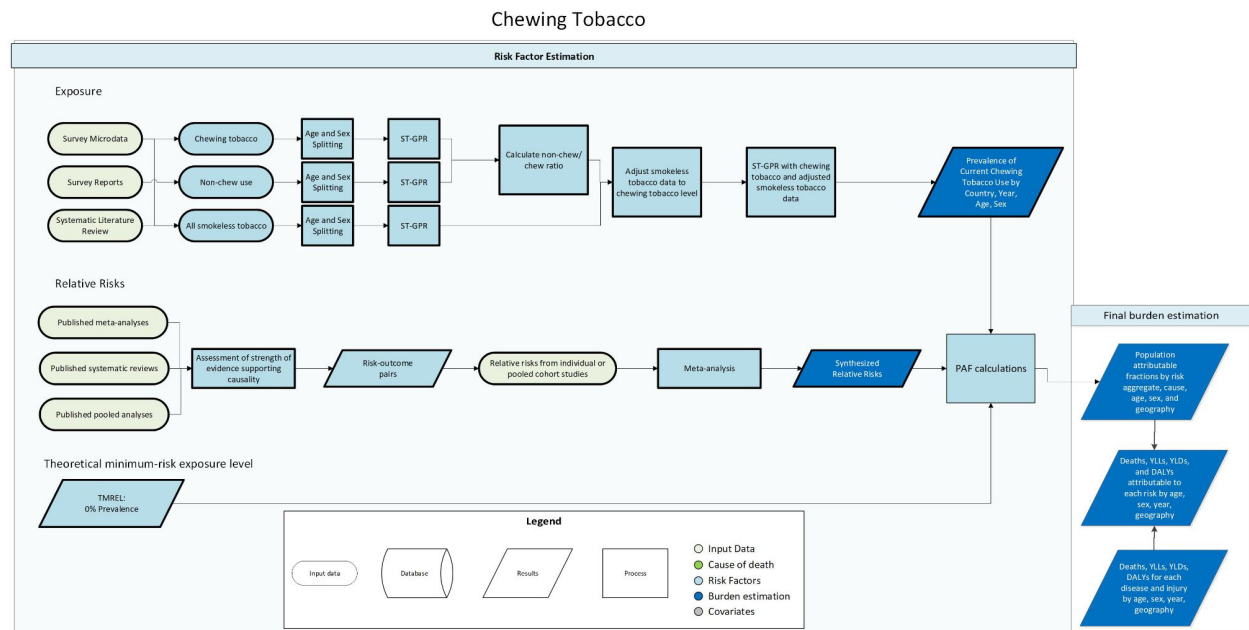 Chewing Tobacco
Risk Factor Estimation
Exposure
Survey Microdata
Survey Reports
Systematic Literature
Review
Chewing tobacco
Non-chew use
All smokeless tobacco
Age and Sex
Splitting
Age and Sex
Splitting
Age and Sex
Splitting
ST-GPR
ST-GPR
ST-GPR
Calculate non-chew/
chew ratio
Adjust smokeless
tobacco data to
chewing tobacco level
ST-GPR with chewing
tobacco and adjusted
smokeless tobacco
data
Prevalence of
Current Chewing
Tobacco Use by
Country, Year,
Age, Sex
Relative Risks
Published meta-analyses
Published systematic reviews
Published pooled analyses
Assessment of strength of
evidence supporting
causality
Risk-outcome
pairs
Relative risks from individual or
pooled cohort studies
Meta-analysis
Synthesized
Relative Risks
PAF calculations
Theoretical minimum-risk exposure level
TMREL:
0% Prevalence
Final burden estimation
Population
attributable
fractions by risk
aggregate, cause,
age, sex, and
geography
Deaths, YLLs, YLDs,
and DALYs
attributable to
each risk by age,
sex, year,
geography
Deaths, YLLs, YLDs,
DALYs for each
disease and injury
by age, sex, year,
geography
Legend
Input data
Database
Results
Process
Input Data
Cause of death
Risk Factors
Burden estimation
Covariates